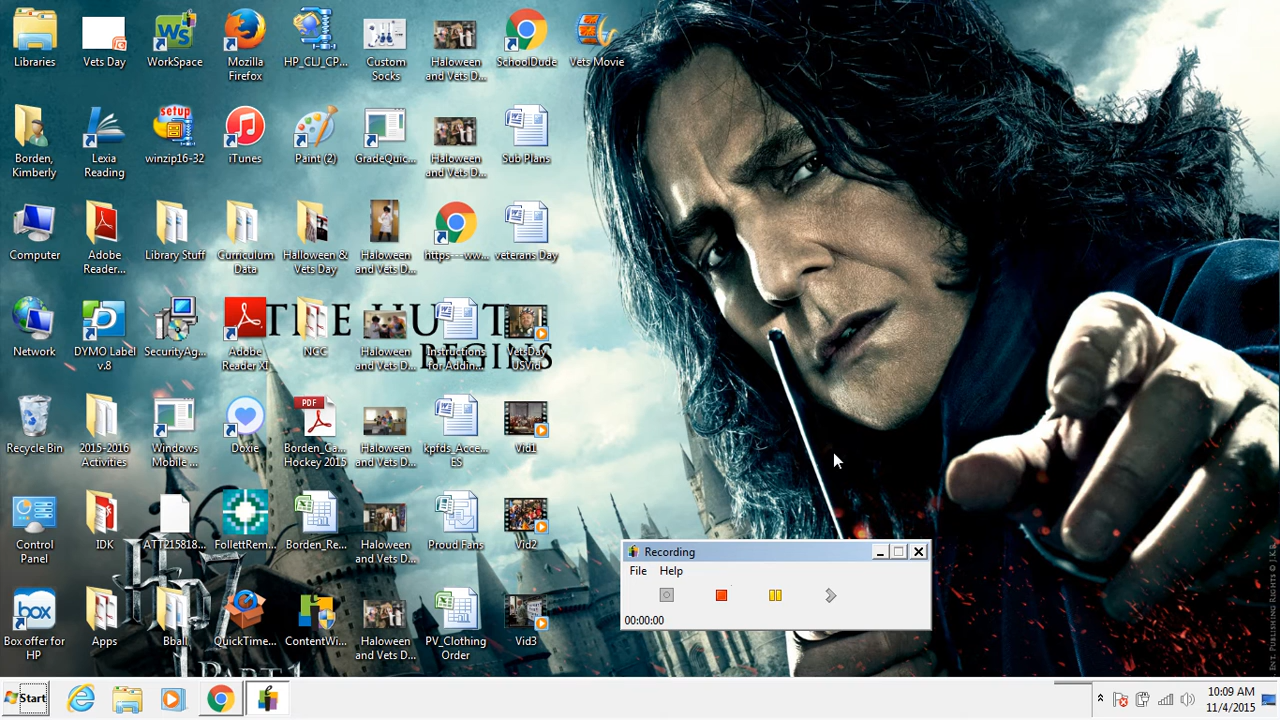 Libraries
Vets Day
WorkSpace
Mozilla
Firefox
HP_CLJ_CP...
Custom
Socks
Haloween
and Vets D...
SchoolDude
Vets Movie
Borden,
Kimberly
Lexia
Reading
setup
winzip16-32
iTunes
Paint (2)
GradeQuic...
Haloween
and Vets D...
Sub Plans
Computer
Adobe
Reader...
Library Stuff
Curriculum
Data
Halloween &
Vets Day
Haloween
and Vets D...
https---ww...
veterans Day
THE HUNT
BEGINS
Network
DYMO Label
v.8
SecurityAg...
Adobe
Reader XI
NCC
Haloween
and Vets D...
Instructions
for Addin...
VetsDay
USVid
Recycle Bin
2015-2016
Activities
Windows
Mobile ...
Doxie
PDF
Borden_Ca...
Hockey 2015
Haloween
and Vets D...
kpfds_Acce...
ES
Vid1
Control
Panel
IDK
ATT215818...
FollettRem...
Borden_Re...
Haloween
and Vets D...
Proud Fans
Vid2
box
Box offer for
HP
Apps
Bball
QuickTime...
ContentWi...
Haloween
and Vets D...
PV_Clothing
Order
Vid3
HP7
PART 1
Recording
File Help
00:00:00
Start
10:09 AM
11/4/2015